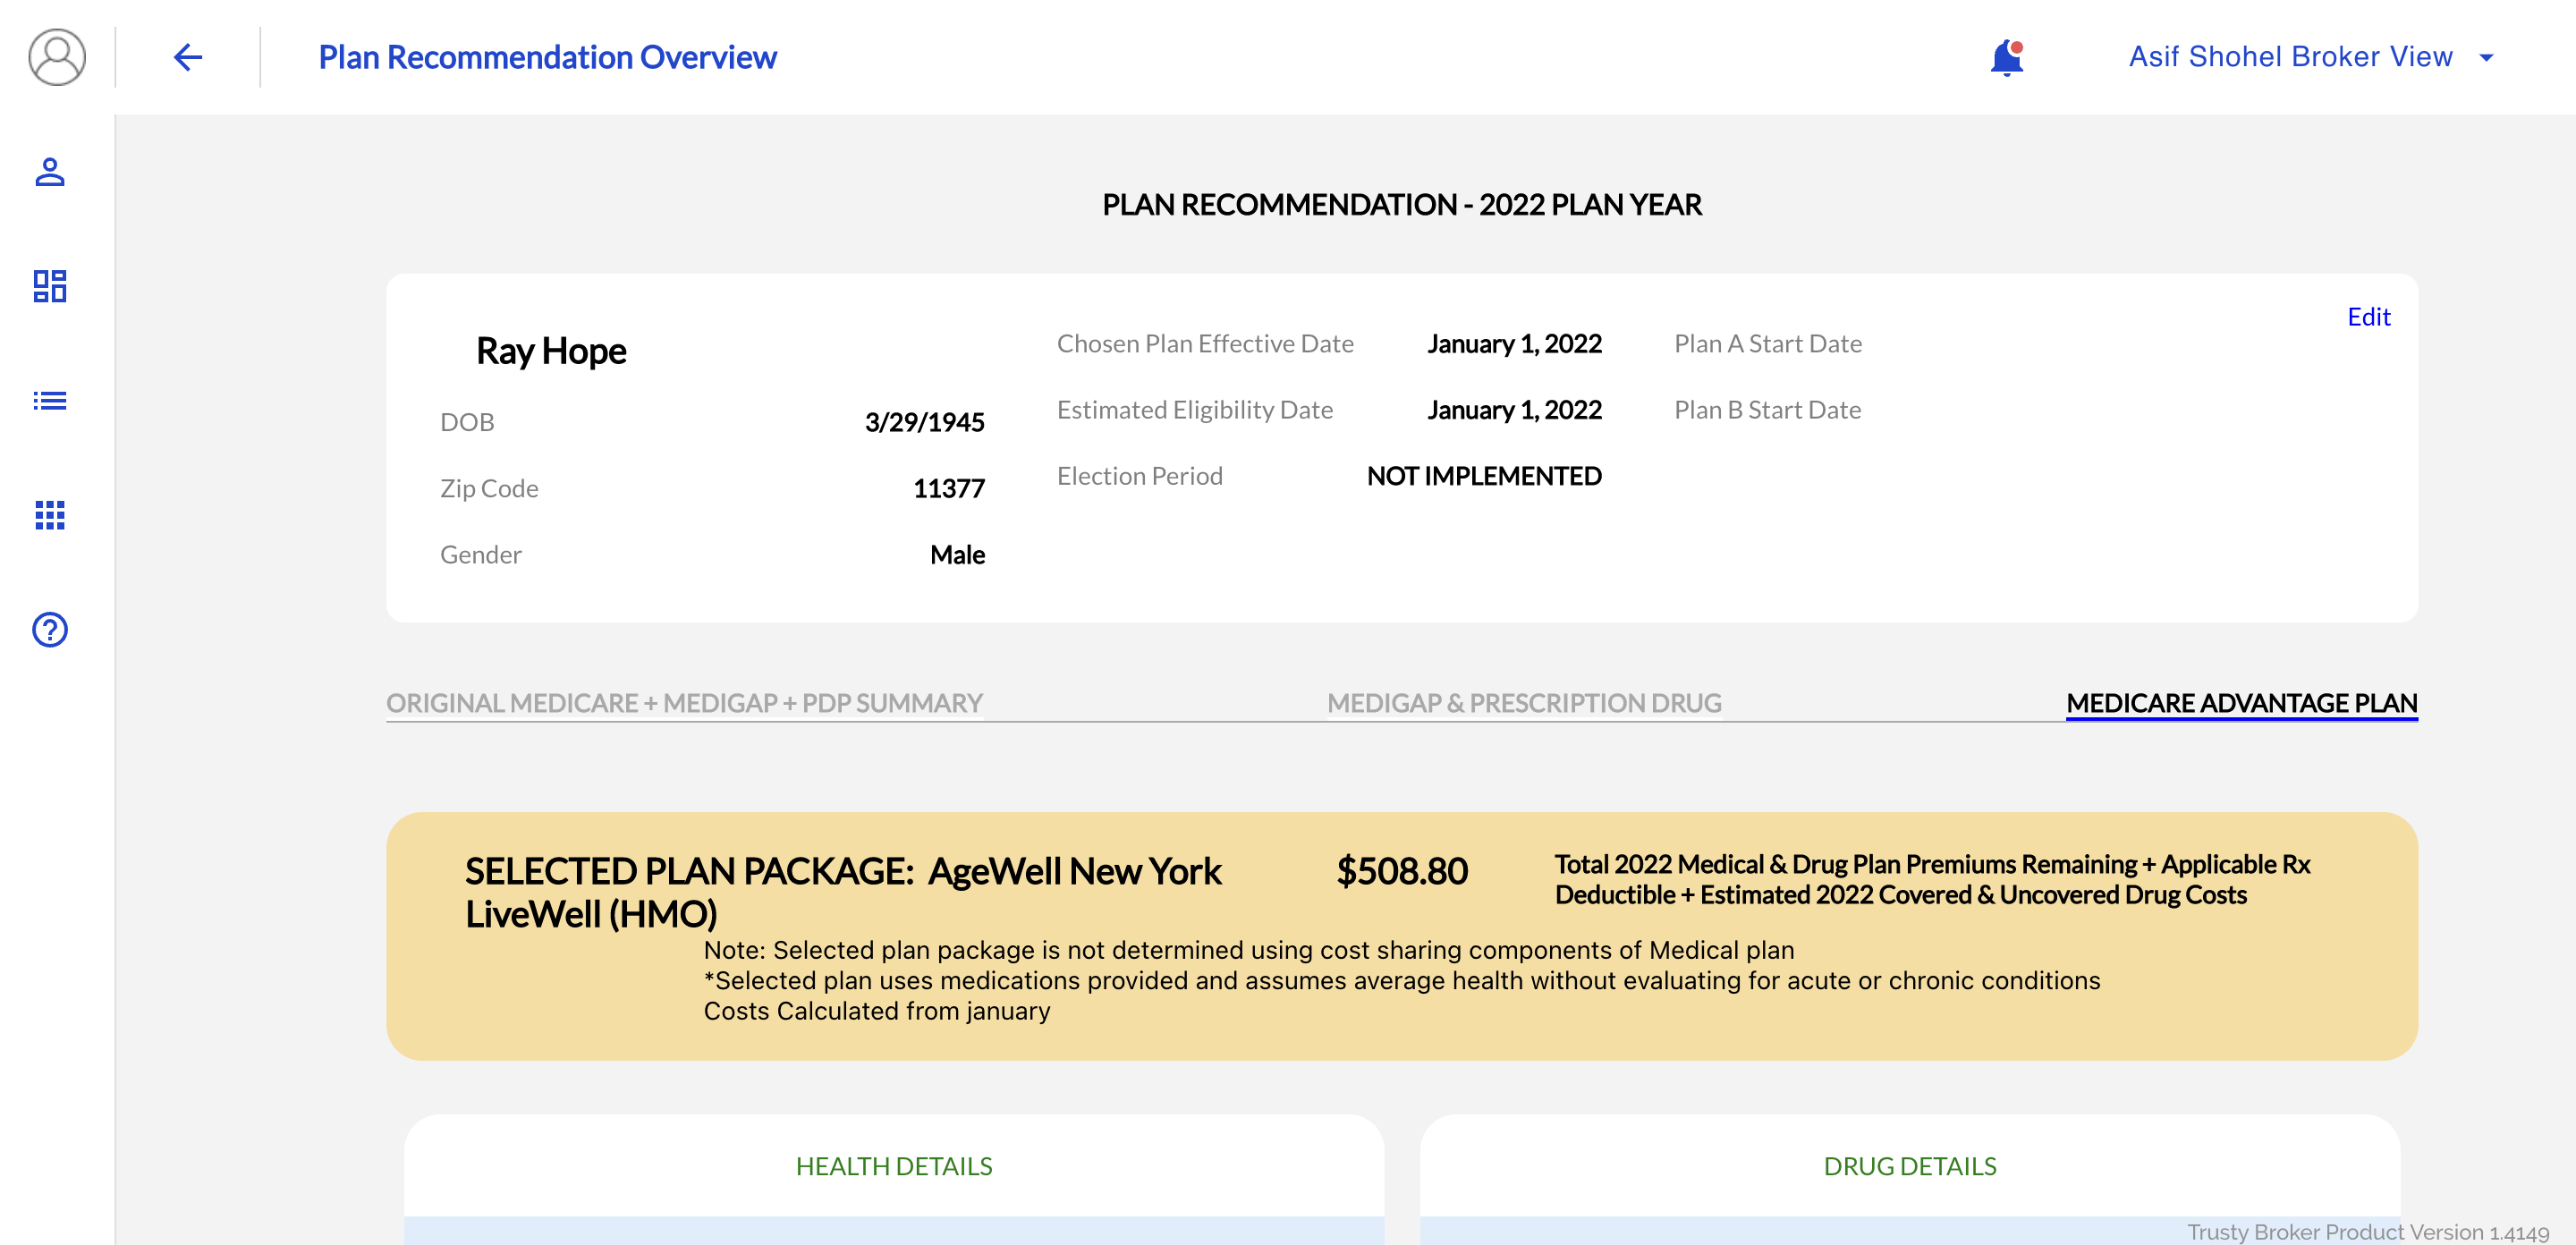 Plan Recommendation Overview
Asif Shohel Broker View
PLAN RECOMMENDATION - 2022 PLAN YEAR
Edit
Ray Hope
DOB 3/29/1945
Zip Code 11377
Gender Male
Chosen Plan Effective Date January 1, 2022
Estimated Eligibility Date January 1, 2022
Election Period NOT IMPLEMENTED
Plan A Start Date
Plan B Start Date
ORIGINAL MEDICARE + MEDIGAP + PDP SUMMARY
MEDIGAP & PRESCRIPTION DRUG
MEDICARE ADVANTAGE PLAN
SELECTED PLAN PACKAGE: AgeWell New York
LiveWell (HMO)
$508.80
Total 2022 Medical & Drug Plan Premiums Remaining + Applicable Rx
Deductible + Estimated 2022 Covered & Uncovered Drug Costs
Note: Selected plan package is not determined using cost sharing components of Medical plan
*Selected plan uses medications provided and assumes average health without evaluating for acute or chronic conditions
Costs Calculated from january
HEALTH DETAILS
DRUG DETAILS
Trusty Broker Product Version 1.4149